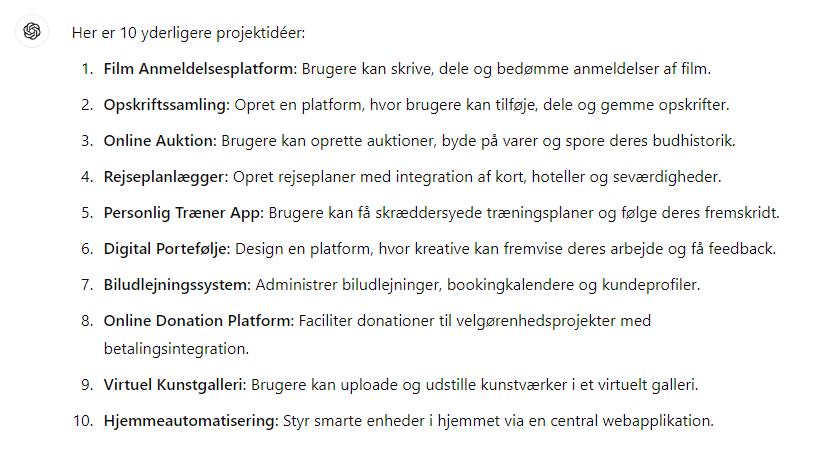 Her er 10 yderligere projektidéer:
1. Film Anmeldelsesplatform: Brugere kan skrive, dele og bedømme anmeldelser af film.
2. Opskriftssamling: Opret en platform, hvor brugere kan tilføje, dele og gemme opskrifter.
3. Online Auktion: Brugere kan oprette auktioner, byde på varer og spore deres budhistorik.
4. Rejseplanlægger: Opret rejseplaner med integration af kort, hoteller og seværdigheder.
5. Personlig Træner App: Brugere kan få skræddersyede træningsplaner og følge deres fremskridt.
6. Digital Portefølje: Design en platform, hvor kreative kan fremvise deres arbejde og få feedback.
7. Biludlejningssystem: Administrer biludlejninger, bookingkalendere og kundeprofiler.
8. Online Donation Platform: Faciliter donationer til velgørenhedsprojekter med
betalingsintegration.
9. Virtuel Kunstgalleri: Brugere kan uploade og udstille kunstværker i et virtuelt galleri.
10. Hjemmeautomatisering: Styr smarte enheder i hjemmet via en central webapplikation.